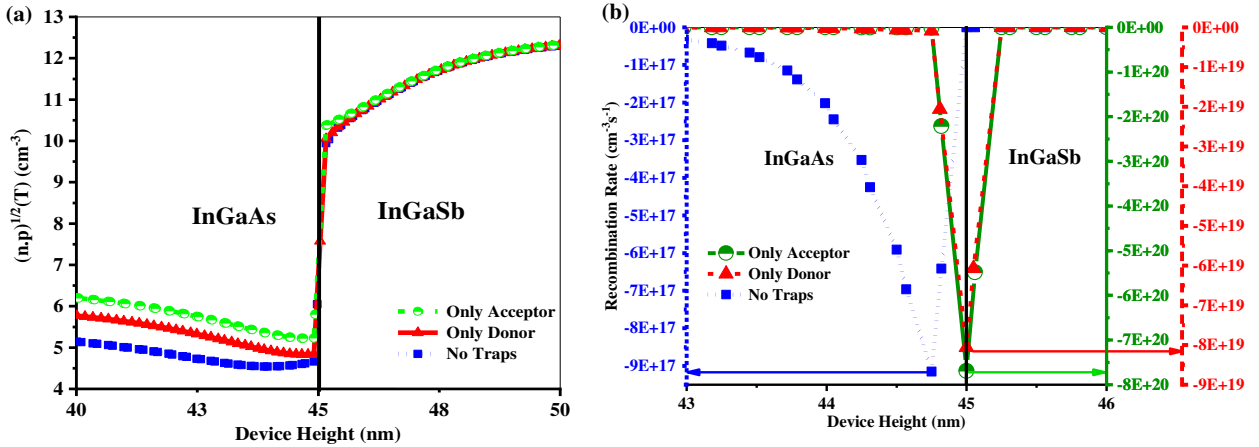 (a)
13
12
11
10
9
8
7
6
5
4
(n.p)^1/2(T) (cm^-3)
InGaAs
InGaSb
Only Acceptor
Only Donor
No Traps
40
43
45
48
50
Device Height (nm)
(b)
0E+00
-1E+17
-2E+17
-3E+17
-4E+17
-5E+17
-6E+17
-7E+17
-8E+17
-9E+17
Recombination Rate (cm^-3s^-1)
InGaAs
InGaSb
Only Acceptor
Only Donor
No Traps
43
44
45
46
Device Height (nm)
0E+00
-1E+20
-2E+20
-3E+20
-4E+20
-5E+20
-6E+20
-7E+20
-8E+20
0E+00
-1E+19
-2E+19
-3E+19
-4E+19
-5E+19
-6E+19
-7E+19
-8E+19
-9E+19